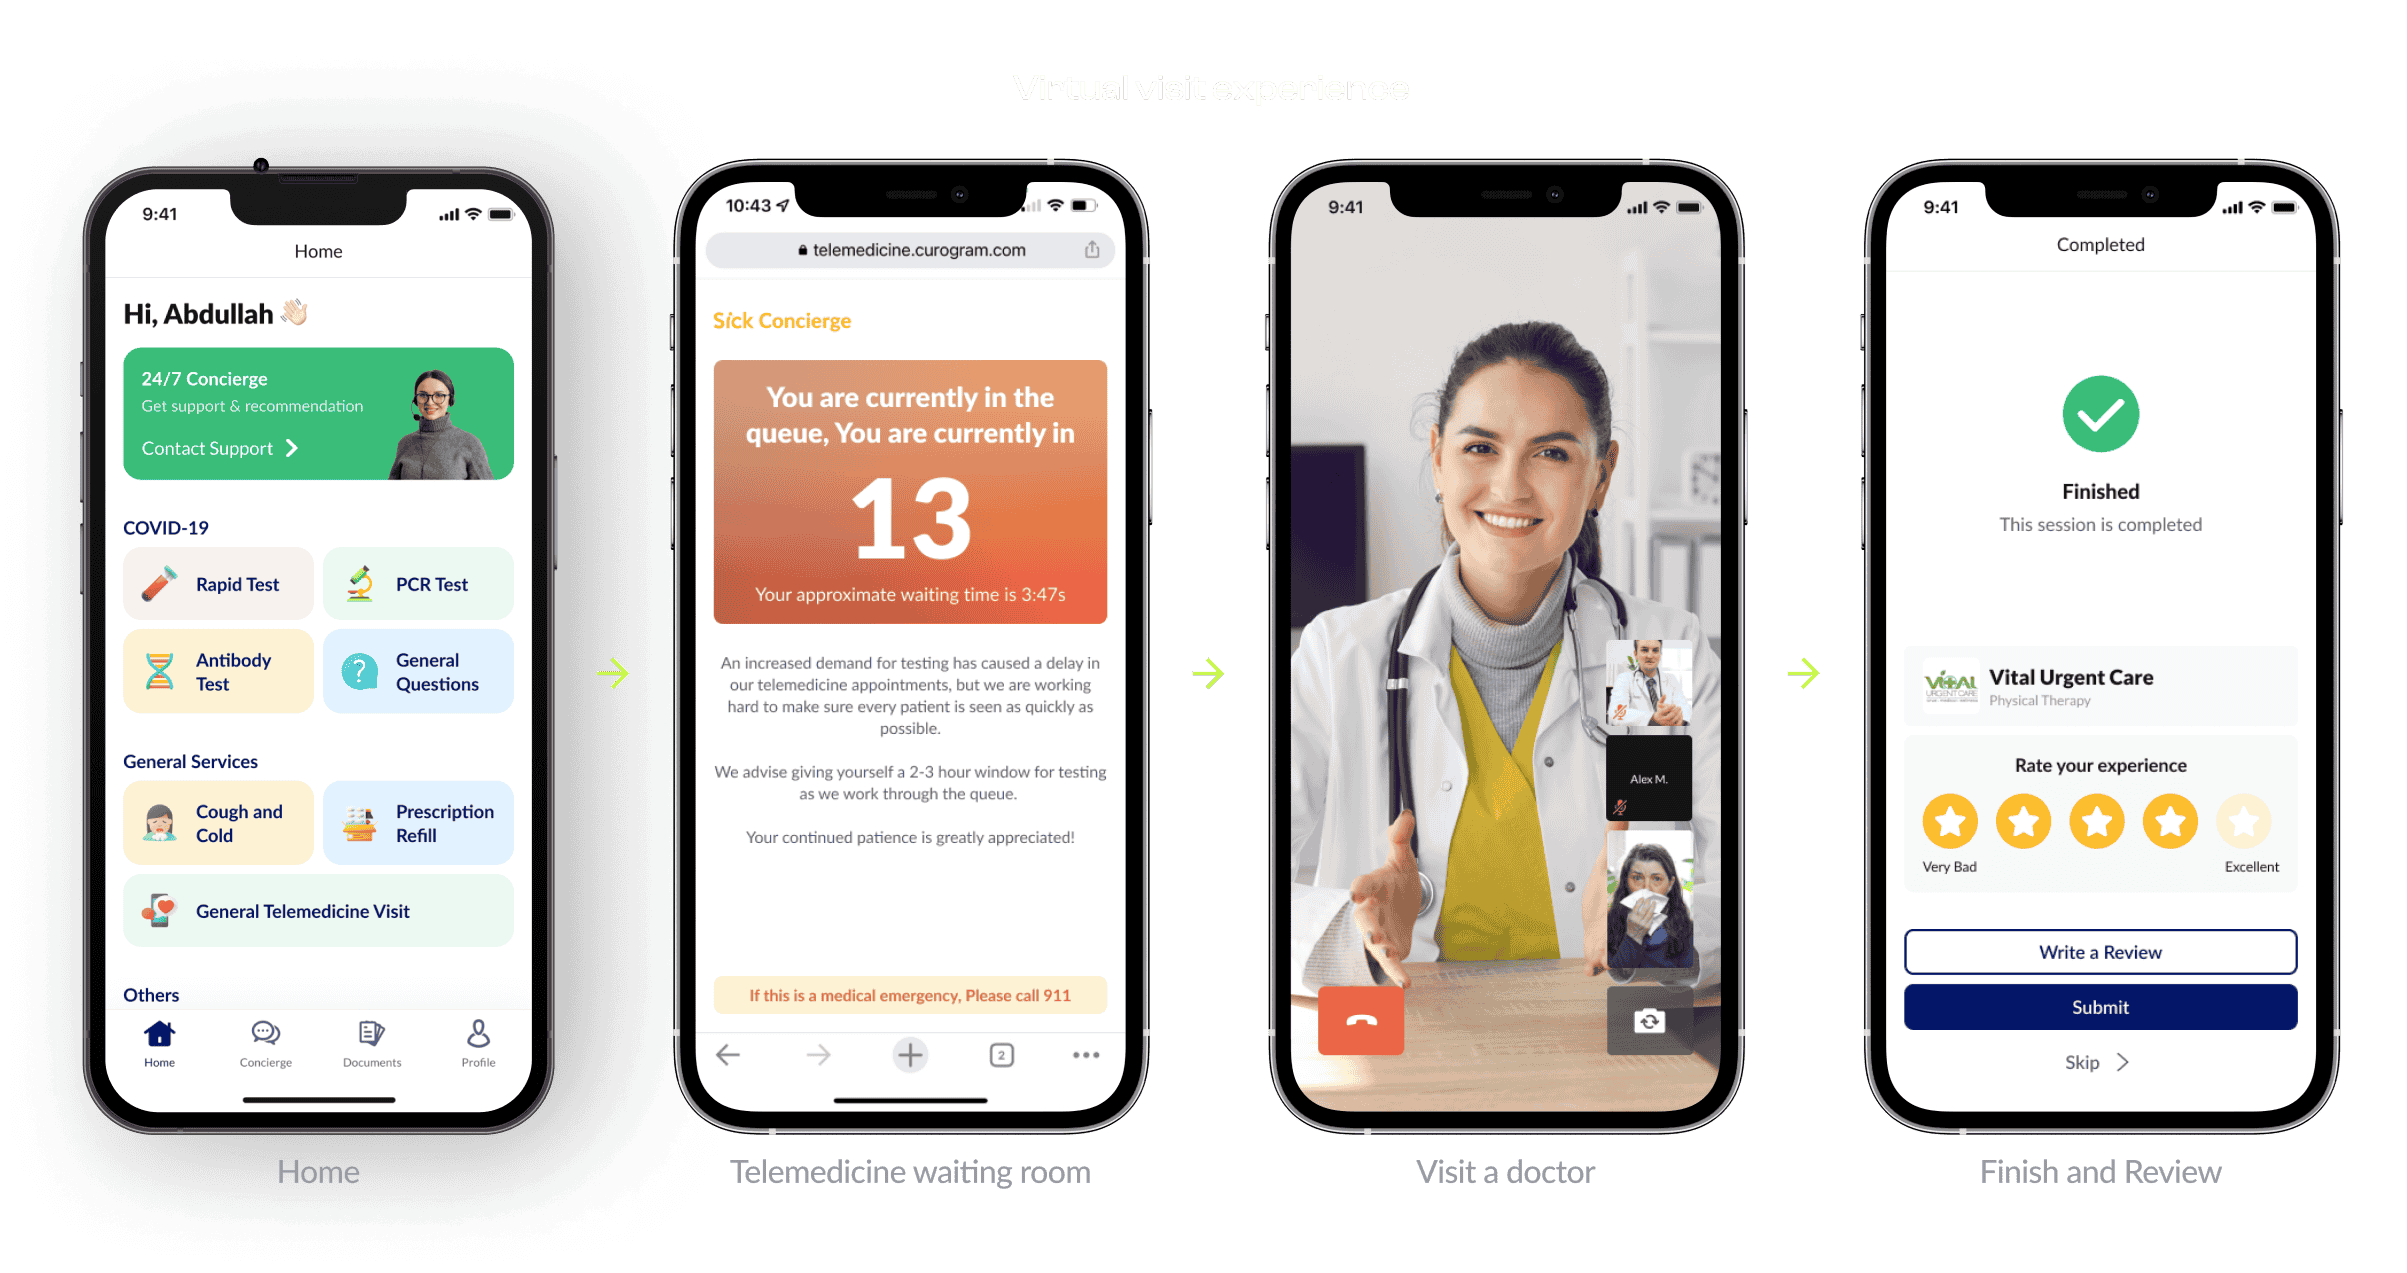 Virtual visit experience
9:41
Home
Hi, Abdullah 👋🏻
24/7 Concierge
Get support & recommendation
Contact Support
COVID-19
Rapid Test
PCR Test
Antibody
Test
General
Questions
General Services
Cough and
Cold
Prescription
Refill
General Telemedicine Visit
Others
Home
Concierge
Documents
Profile
Home
10:43
telemedicine.curogram.com
Sick Concierge
You are currently in the
queue, You are currently in
13
Your approximate waiting time is 3:47s
An increased demand for testing has caused a delay in
our telemedicine appointments, but we are working
hard to make sure every patient is seen as quickly as
possible.
We advise giving yourself a 2-3 hour window for testing
as we work through the queue.
Your continued patience is greatly appreciated!
If this is a medical emergency, Please call 911
2
Telemedicine waiting room
9:41
Alex M.
Visit a doctor
9:41
Completed
Finished
This session is completed
VITAL
URGENT CARE
Vital Urgent Care
Physical Therapy
Rate your experience
Very Bad
Excellent
Write a Review
Submit
Skip
Finish and Review